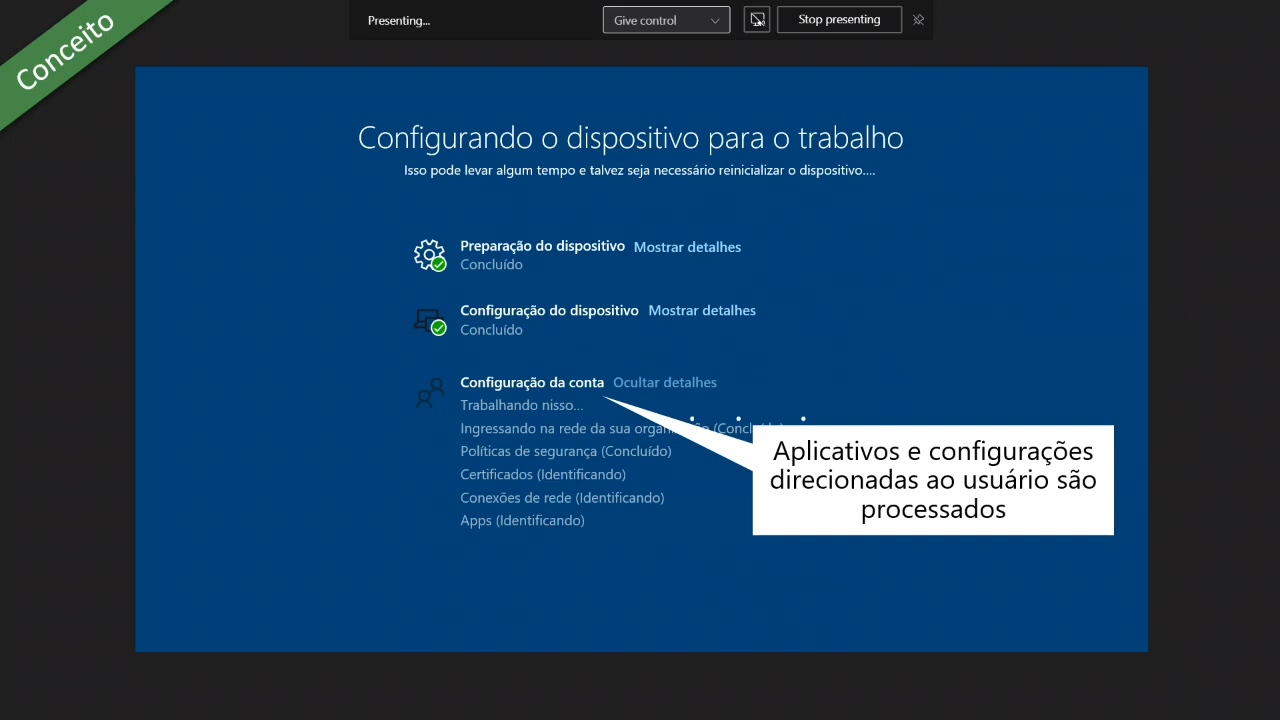 Conceito
Presenting...
Give control
Stop presenting
Configurando o dispositivo para o trabalho
Isso pode levar algum tempo e talvez seja necessário reinicializar o dispositivo....
Preparação do dispositivo Mostrar detalhes
Concluído
Configuração do dispositivo Mostrar detalhes
Concluído
Configuração da conta Ocultar detalhes
Trabalhando nisso...
Ingressando na rede da sua
Políticas de segurança (Concluído)
Certificados (Identificando)
Conexões de rede (Identificando)
Apps (Identificando)
Aplicativos e configurações
direcionadas ao usuário são
processados